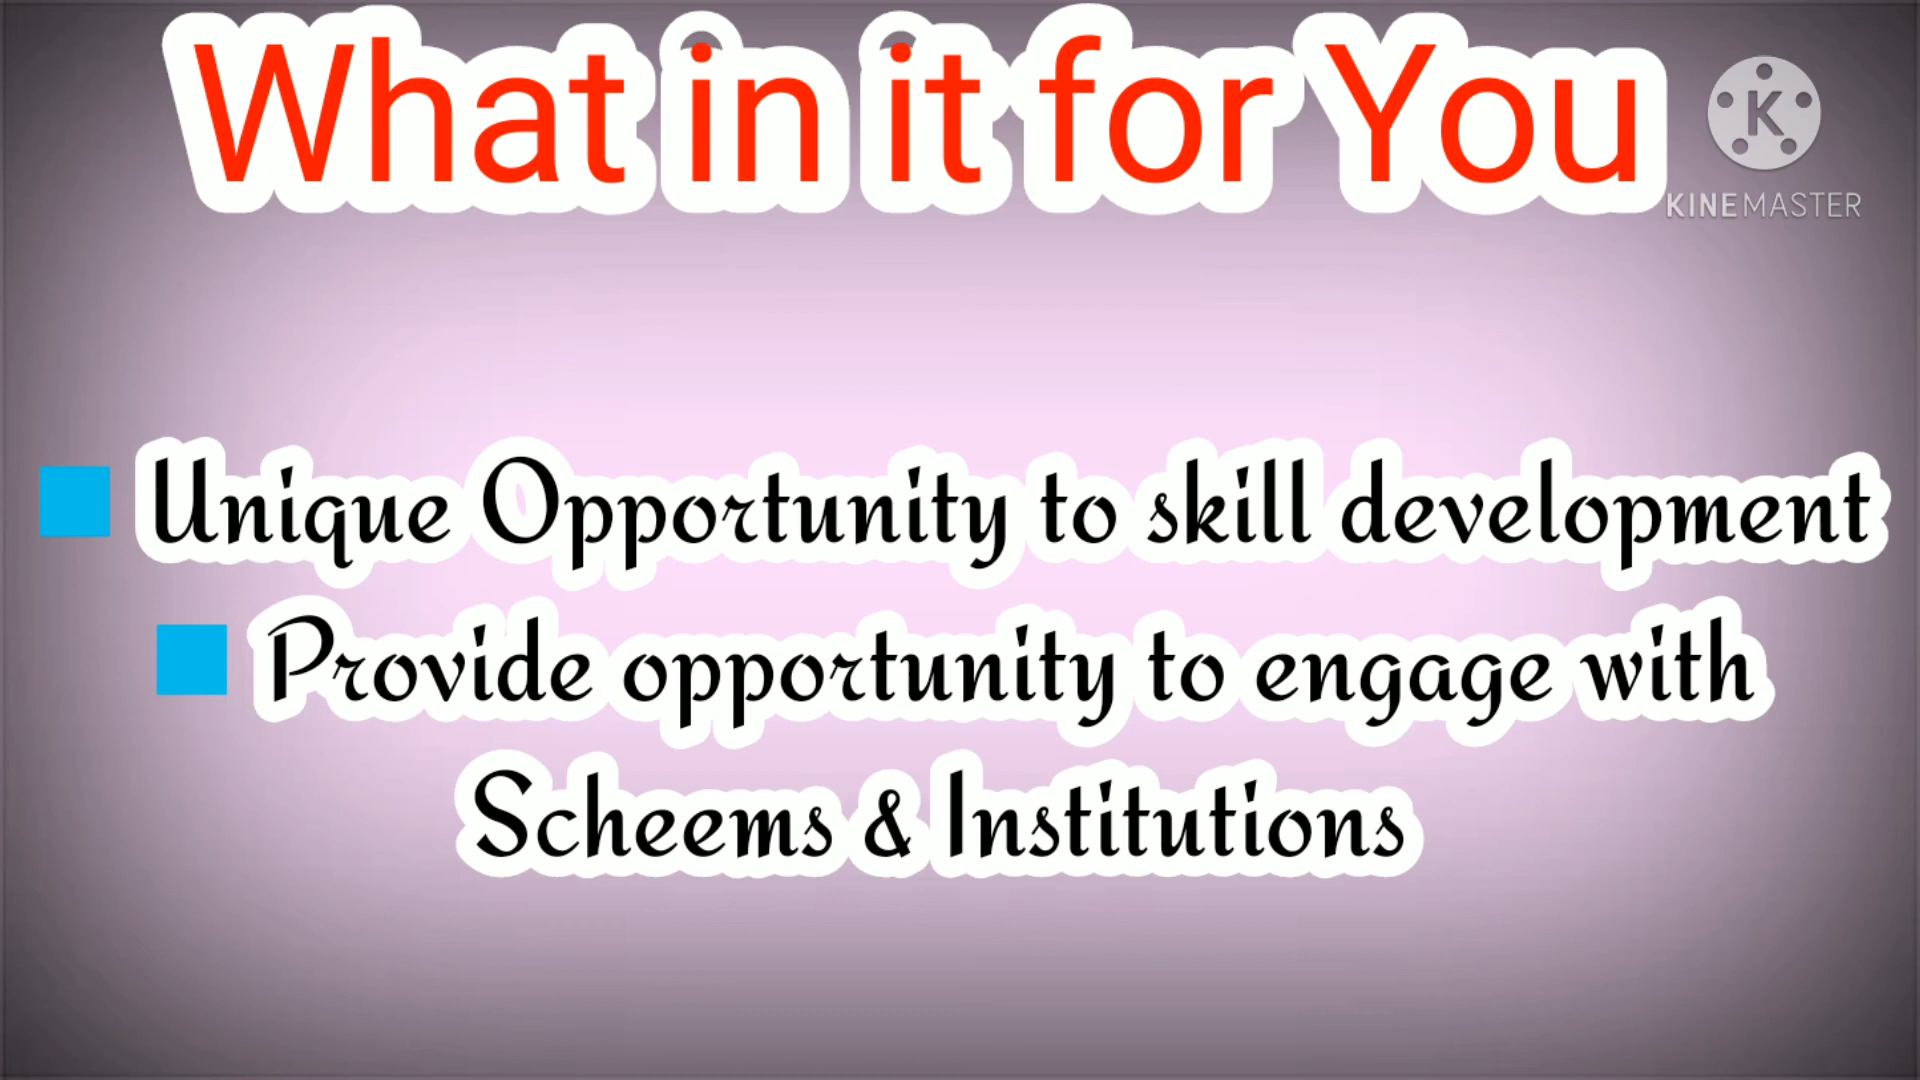 What in it for You
K
KINEMASTER
Unique Opportunity to skill development
Provide opportunity to engage with
Scheems & Institutions